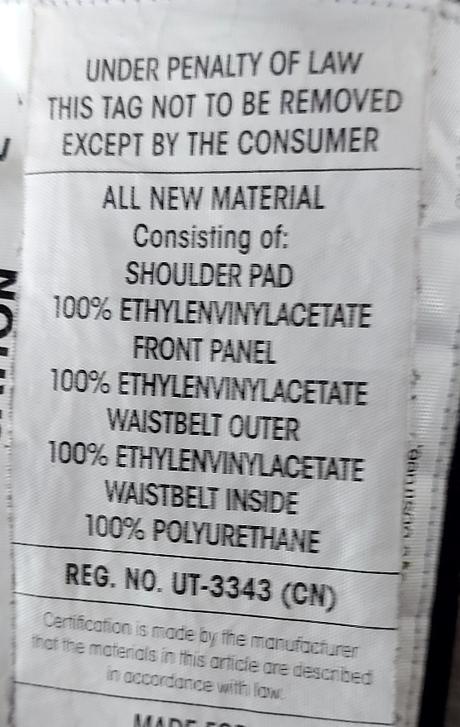 UNDER PENALTY OF LAW
THIS TAG NOT TO BE REMOVED
EXCEPT BY THE CONSUMER
ALL NEW MATERIAL
Consisting of:
SHOULDER PAD
100% ETHYLENVINYLACETATE
FRONT PANEL
100% ETHYLENVINYLACETATE
WAISTBELT OUTER
100% ETHYLENVINYLACETATE
WAISTBELT INSIDE
100% POLYURETHANE
REG. NO. UT-3343 (CN)
Certification is made by the manufacturer
that the materials in this article are described
in accordance with law.
MADE FOR